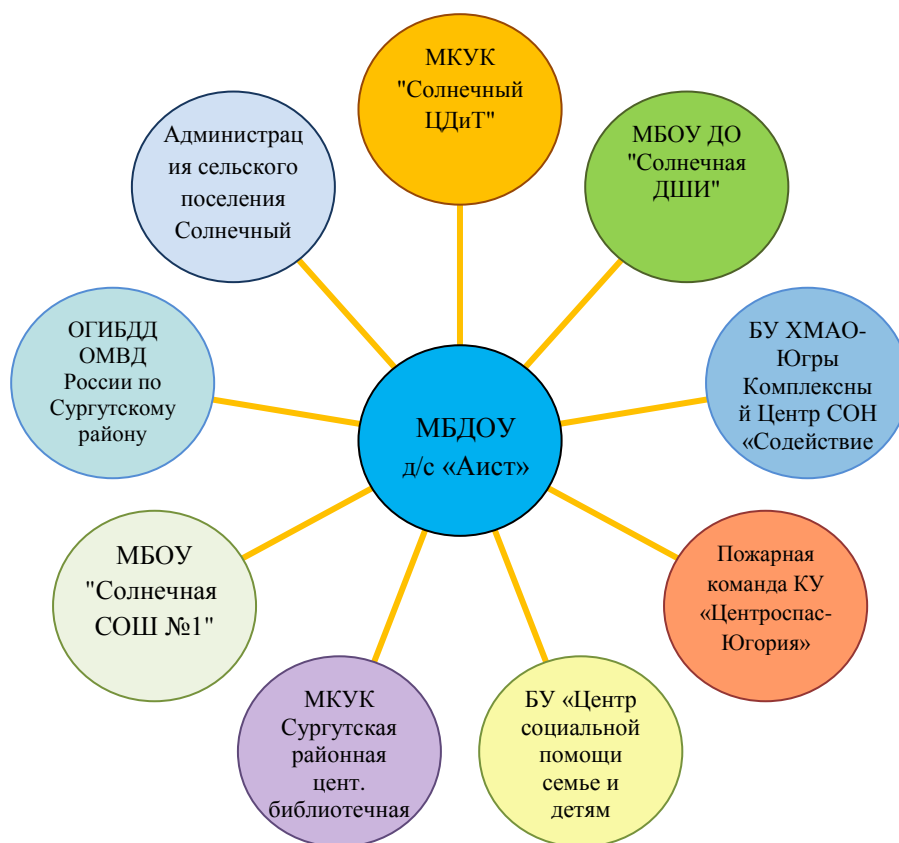 МКУК
"Солнечный
ЦДиТ"
МБОУ ДО
"Солнечная
ДШИ"
БУ ХМАО-
Югры
Комплексны
й Центр СОН
«Содействие
Пожарная
команда КУ
«Центроспас-
Югория»
БУ «Центр
социальной
помощи
семье и
детям
МКУК
Сургутская
районная
цент.
библиотечная
МБОУ
"Солнечная
СОШ №1"
ОГИБДД
ОМВД
России по
Сургутскому
району
Администрац
ия сельского
поселения
Солнечный
МБДОУ
д/с «Аист»